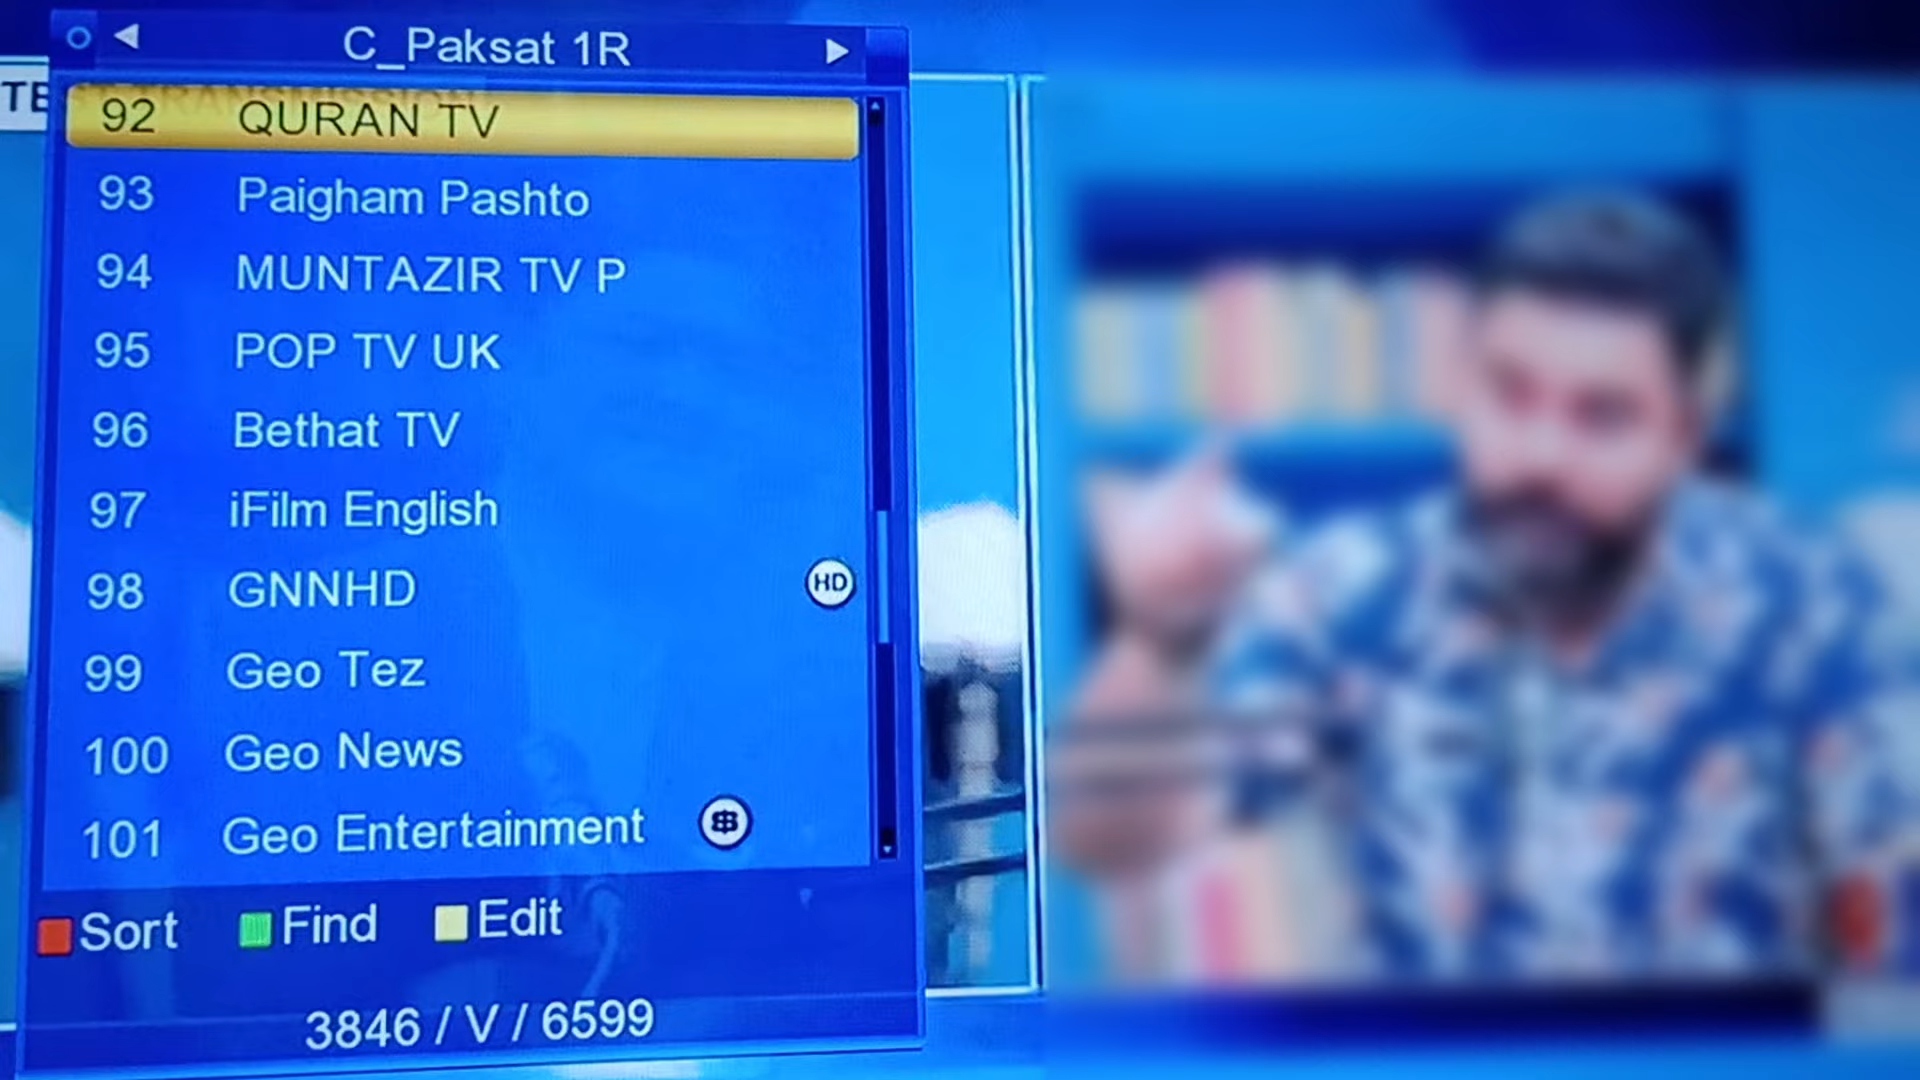 C_Paksat 1R
TEST TRANSMISSION
92 QURAN TV
93 Paigham Pashto
94 MUNTAZIR TV P
95 POP TV UK
96 Bethat TV
97 iFilm English
98 GNNHD HD
99 Geo Tez
100 Geo News
101 Geo Entertainment $
Sort Find Edit
3846 / V / 6599